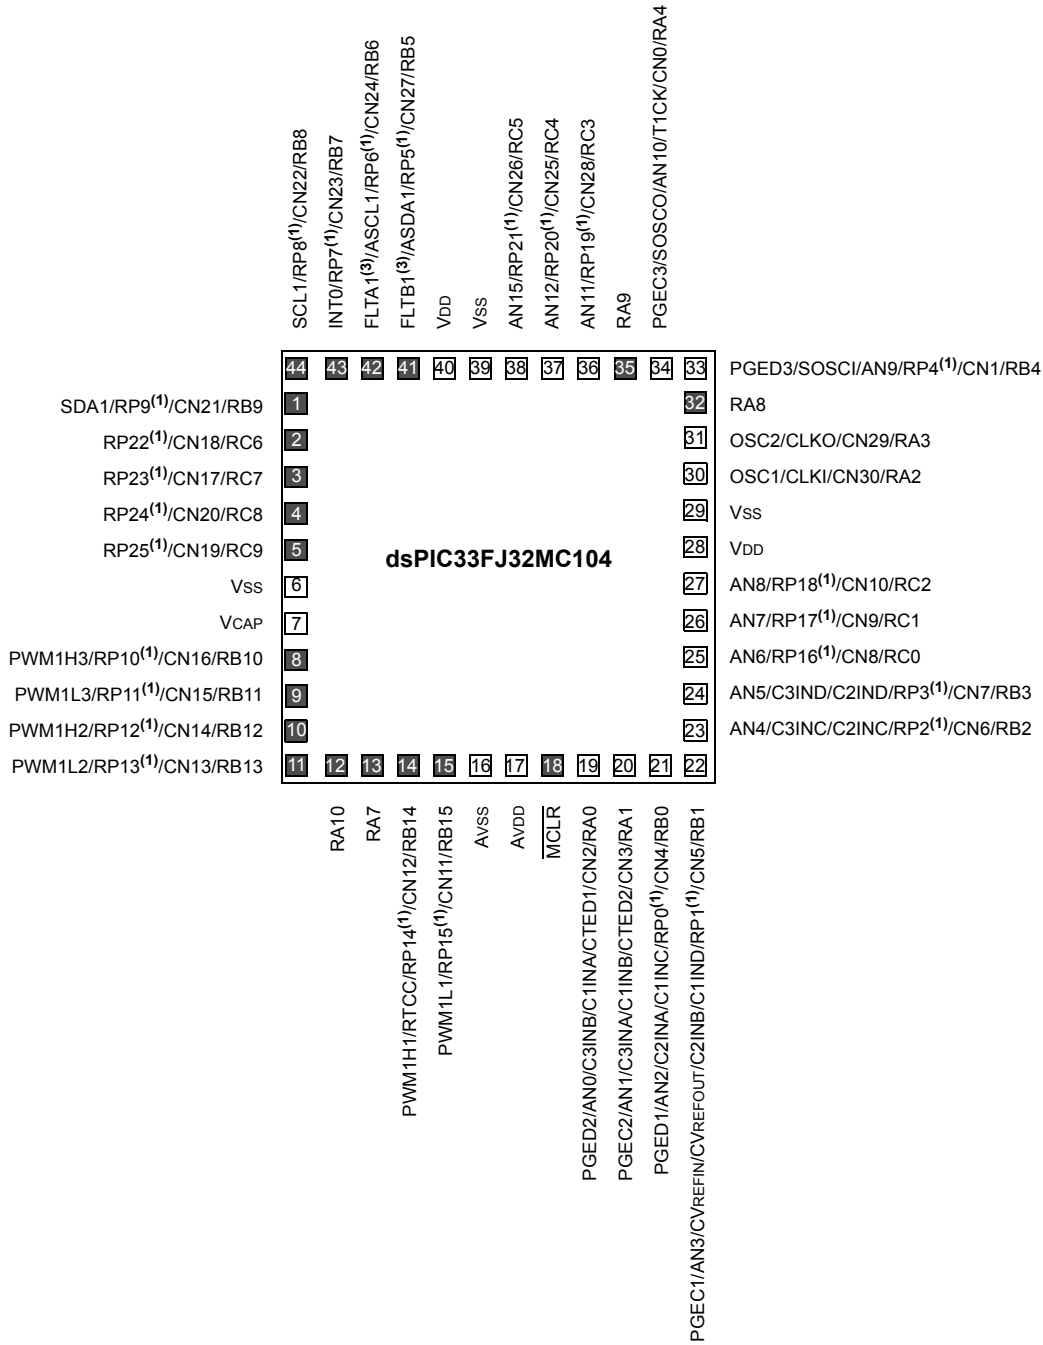 SCL1/RP8(1)/CN22/RB8
INT0/RP7(1)/CN23/RB7
FLTA1(3)/ASCL1/RP6(1)/CN24/RB6
FLTB1(3)/ASDA1/RP5(1)/CN27/RB5
VDD
VSS
AN15/RP21(1)/CN26/RC5
AN12/RP20(1)/CN25/RC4
AN11/RP19(1)/CN28/RC3
RA9
PGEC3/SOSCO/AN10/T1CK/CN0/RA4
44 43 42 41 40 39 38 37 36 35 34 33 PGED3/SOSCI/AN9/RP4(1)/CN1/RB4
SDA1/RP9(1)/CN21/RB9 1 32 RA8
RP22(1)/CN18/RC6 2 31 OSC2/CLKO/CN29/RA3
RP23(1)/CN17/RC7 3 30 OSC1/CLKI/CN30/RA2
RP24(1)/CN20/RC8 4 29 VSS
RP25(1)/CN19/RC9 5 28 VDD
dsPIC33FJ32MC104
VSS 6 27 AN8/RP18(1)/CN10/RC2
VCAP 7 26 AN7/RP17(1)/CN9/RC1
PWM1H3/RP10(1)/CN16/RB10 8 25 AN6/RP16(1)/CN8/RC0
PWM1L3/RP11(1)/CN15/RB11 9 24 AN5/C3IND/C2IND/RP3(1)/CN7/RB3
PWM1H2/RP12(1)/CN14/RB12 10 23 AN4/C3INC/C2INC/RP2(1)/CN6/RB2
PWM1L2/RP13(1)/CN13/RB13 11 12 13 14 15 16 17 18 19 20 21 22
RA10
RA7
PWM1H1/RTCC/RP14(1)/CN12/RB14
PWM1L1/RP15(1)/CN11/RB15
AVSS
AVDD
MCLR
PGED2/AN0/C3INB/C1INA/CTED1/CN2/RA0
PGEC2/AN1/C3INA/C1INB/CTED2/CN3/RA1
PGED1/AN2/C2INA/C1INC/RP0(1)/CN4/RB0
PGEC1/AN3/CVREFIN/CVREFOUT/C2INB/C1IND/RP1(1)/CN5/RB1